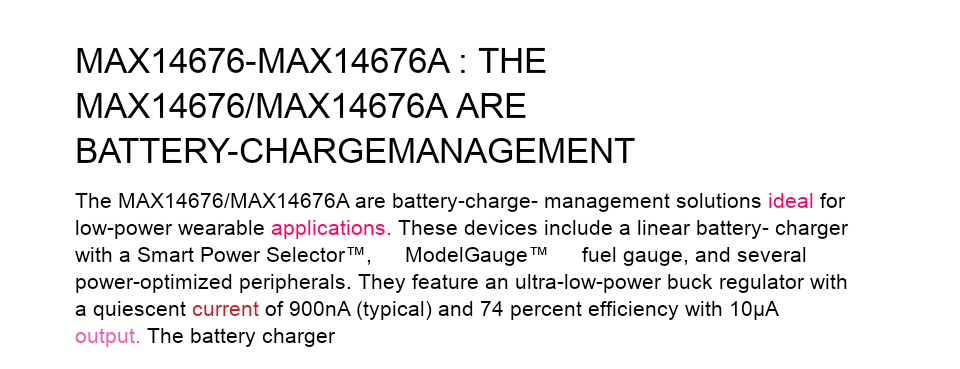 MAX14676-MAX14676A : THE
MAX14676/MAX14676A ARE
BATTERY-CHARGEMANAGEMENT
The MAX14676/MAX14676A are battery-charge- management solutions ideal for
low-power wearable applications. These devices include a linear battery- charger
with a Smart Power Selector™, ModelGauge™ fuel gauge, and several
power-optimized peripherals. They feature an ultra-low-power buck regulator with
a quiescent current of 900nA (typical) and 74 percent efficiency with 10µA
output. The battery charger